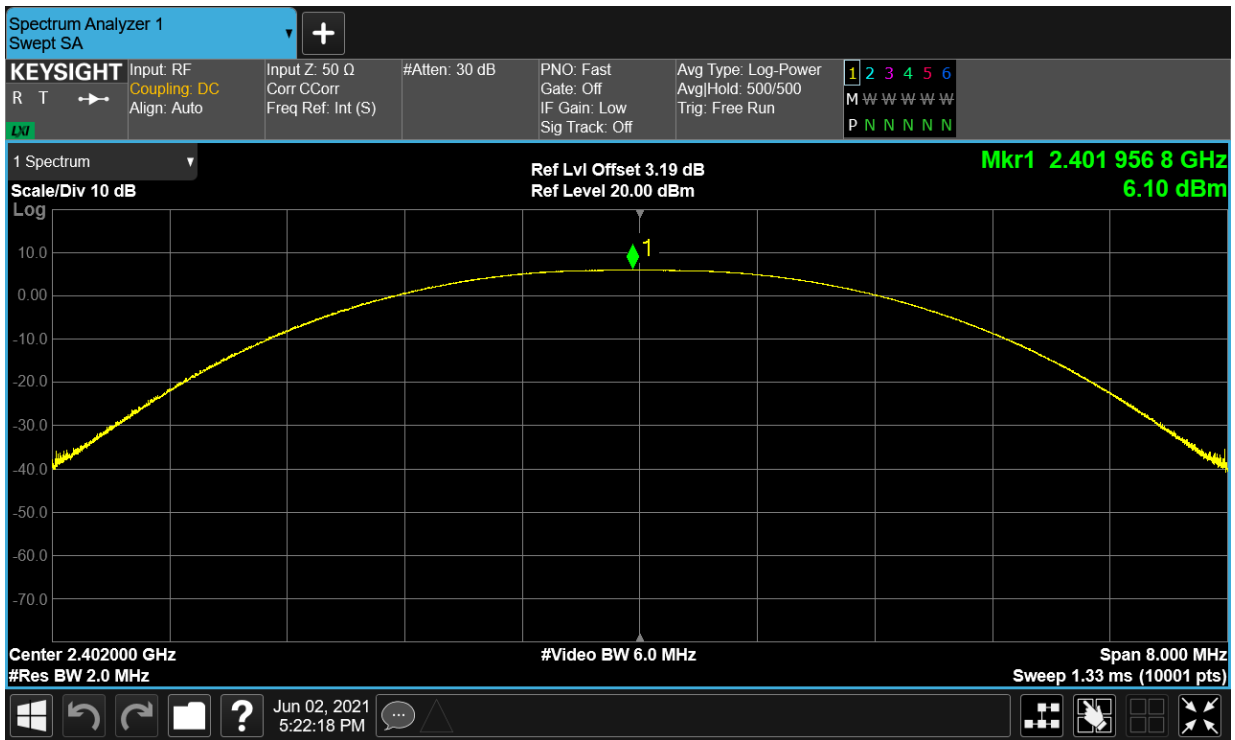 Spectrum Analyzer 1
Swept SA
KEYSIGHT
R T
LXI
Input: RF
Coupling: DC
Align: Auto
Input Z: 50 Ω
Corr CCorr
Freq Ref: Int (S)
#Atten: 30 dB
PNO: Fast
Gate: Off
IF Gain: Low
Sig Track: Off
Avg Type: Log-Power
Avg|Hold: 500/500
Trig: Free Run
1 2 3 4 5 6
M W W W W W
P N N N N N
1 Spectrum
Scale/Div 10 dB
Ref Lvl Offset 3.19 dB
Ref Level 20.00 dBm
Mkr1 2.401 956 8 GHz
6.10 dBm
Log
1
10.0
0.00
-10.0
-20.0
-30.0
-40.0
-50.0
-60.0
-70.0
Center 2.402000 GHz
#Res BW 2.0 MHz
#Video BW 6.0 MHz
Span 8.000 MHz
Sweep 1.33 ms (10001 pts)
?
Jun 02, 2021
5:22:18 PM